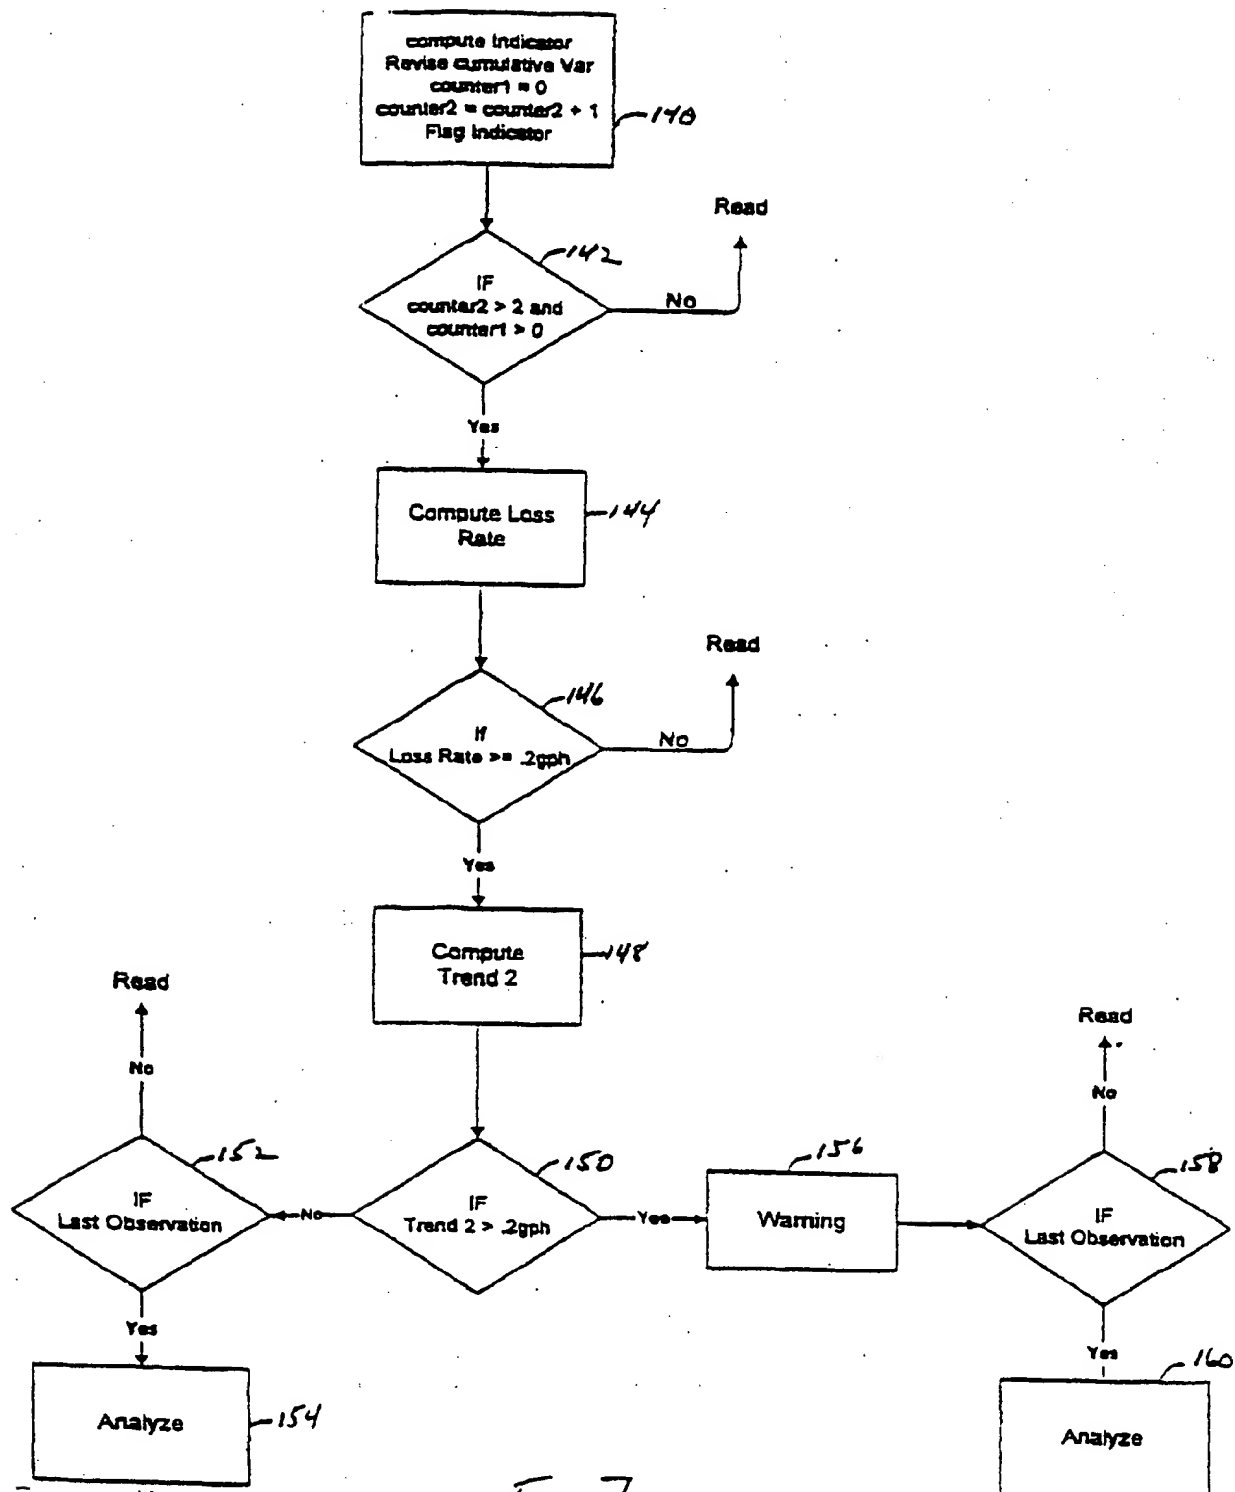 compute Indicator
Revise cumulative Var
counter1 = 0
counter2 = counter2 + 1
Flag Indicator
140
Read
142
IF
counter2 > 2 and
counter1 > 0
No
Yes
Compute Loss
Rate
144
Read
146
If
Loss Rate >= .2gph
No
Yes
Compute
Trend 2
148
Read
No
152
IF
Last Observation
No
150
IF
Trend 2 > .2gph
Yes
156
Warning
Read
No
158
IF
Last Observation
Yes
Analyze
154
Yes
160
Analyze